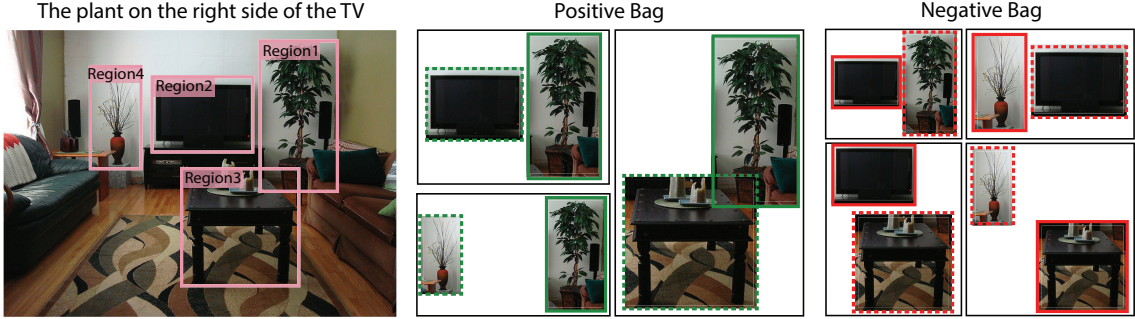 The plant on the right side of the TV
Positive Bag
Negative Bag
Region1
Region4
Region2
Region3